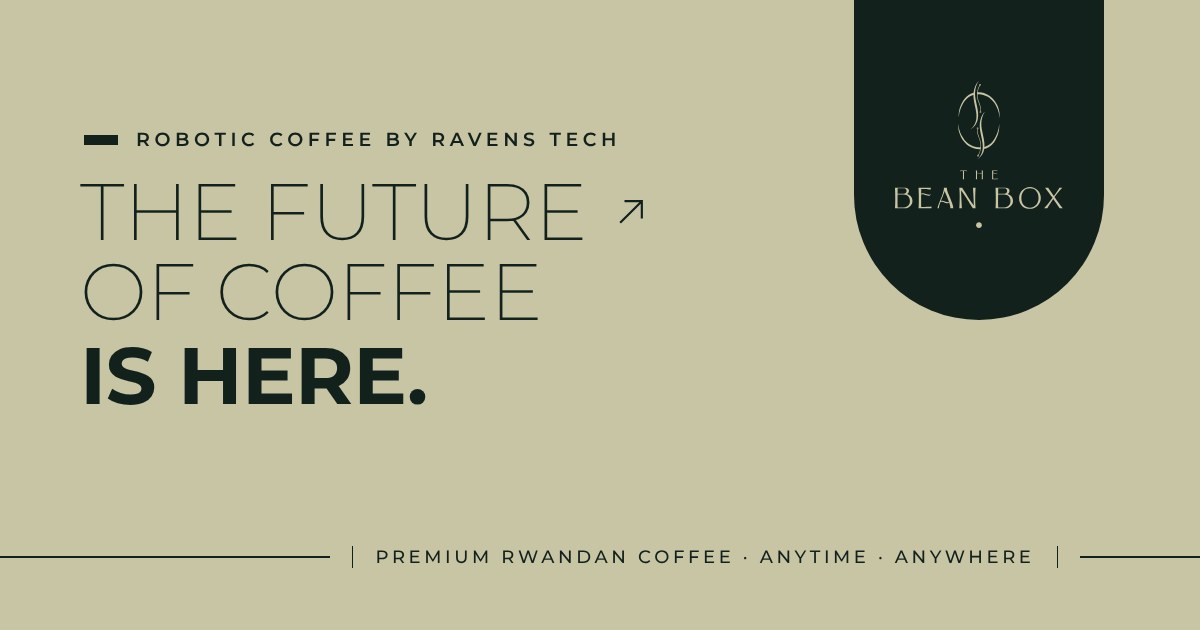 ROBOTIC COFFEE BY RAVENS TECH
THE FUTURE
OF COFFEE
IS HERE.
THE
BEAN BOX
PREMIUM RWANDAN COFFEE · ANYTIME · ANYWHERE